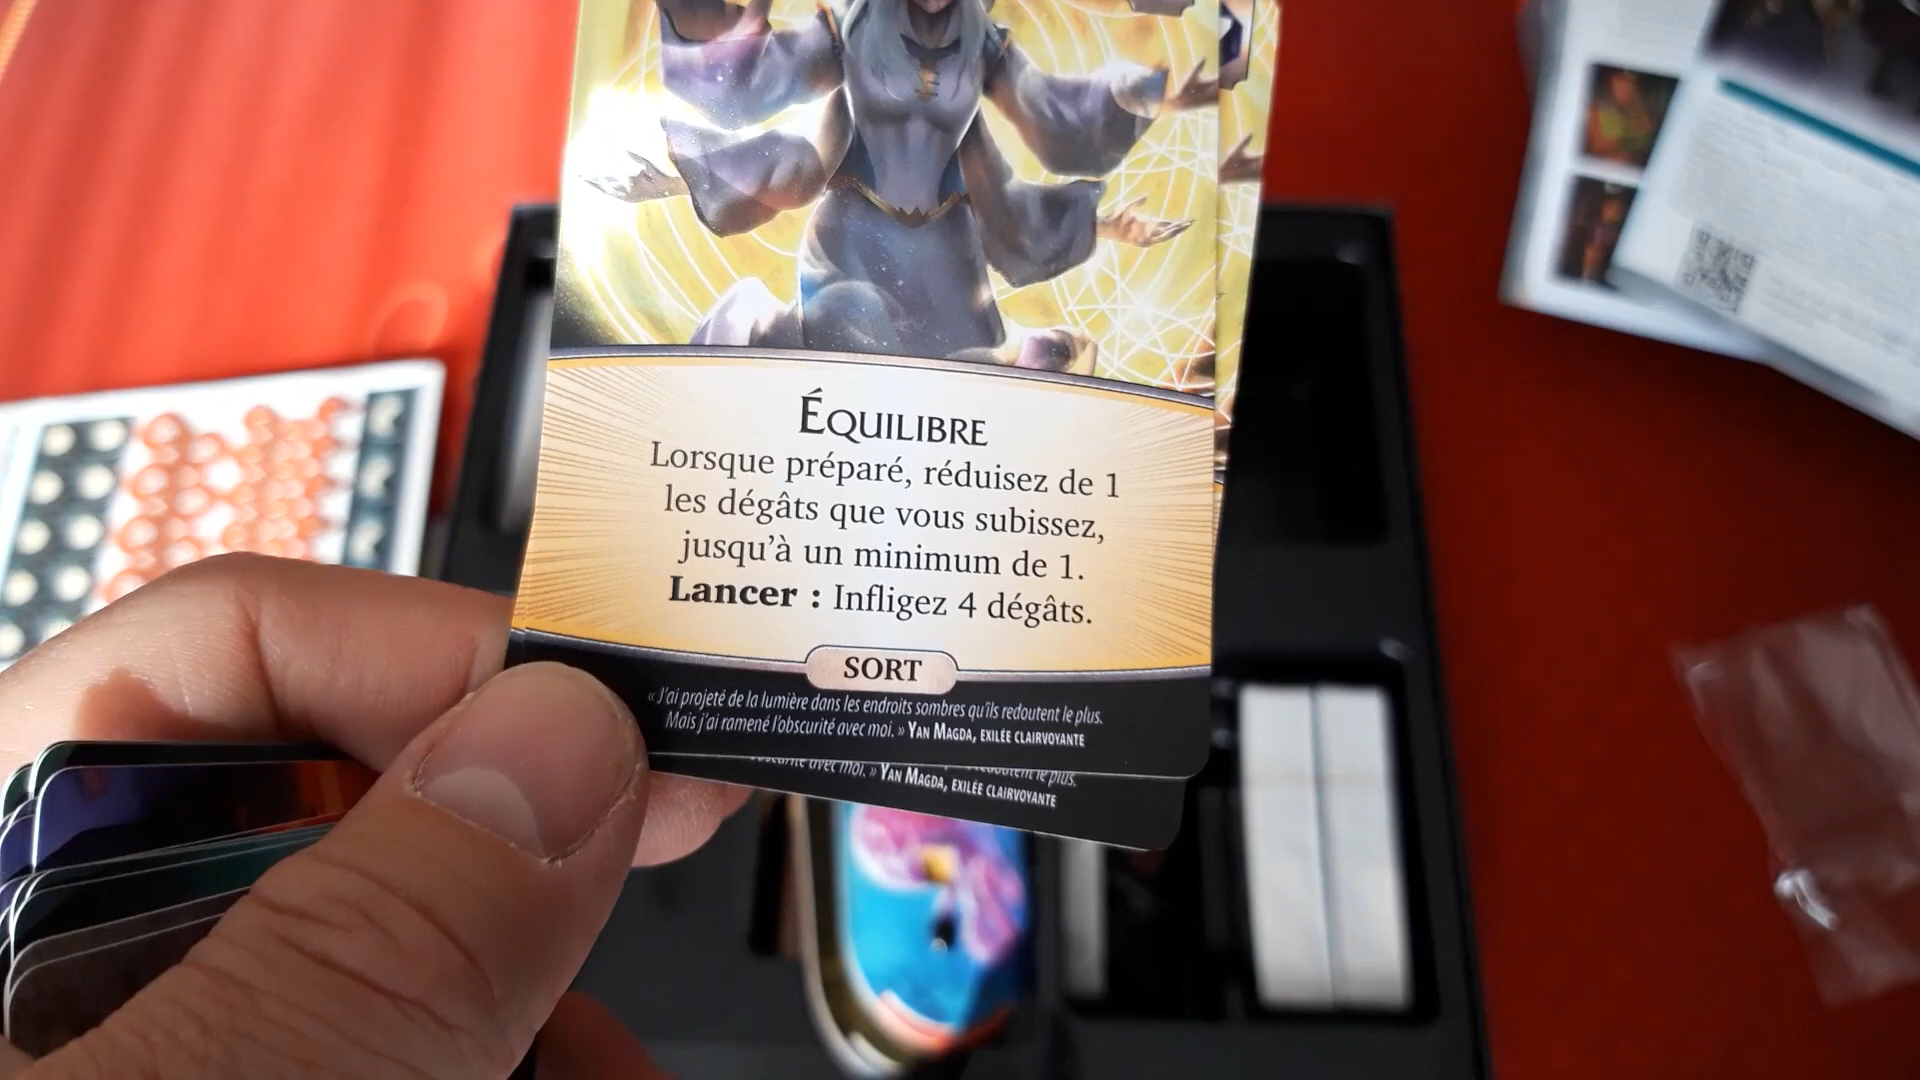 ÉQUILIBRE
Lorsque préparé, réduisez de 1
les dégâts que vous subissez,
jusqu'à un minimum de 1.
Lancer : Infligez 4 dégâts.
SORT
« J'ai projeté de la lumière dans les endroits sombres qu'ils redoutent le plus.
Mais j'ai ramené l'obscurité avec moi. » YAN MAGDA, EXILÉE CLAIRVOYANTE
avec moi. » YAN MAGDA, EXILÉE CLAIRVOYANTE